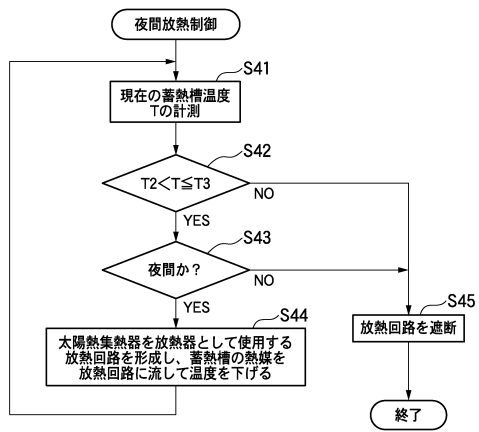 夜間放熱制御
S41
現在の蓄熱槽温度
Tの計測
S42
T2<T≦T3
NO
YES
S43
夜間か?
NO
YES
S44
太陽熱集熱器を放熱器として使用する
放熱回路を形成し、蓄熱槽の熱媒を
放熱回路に流して温度を下げる
S45
放熱回路を遮断
終了